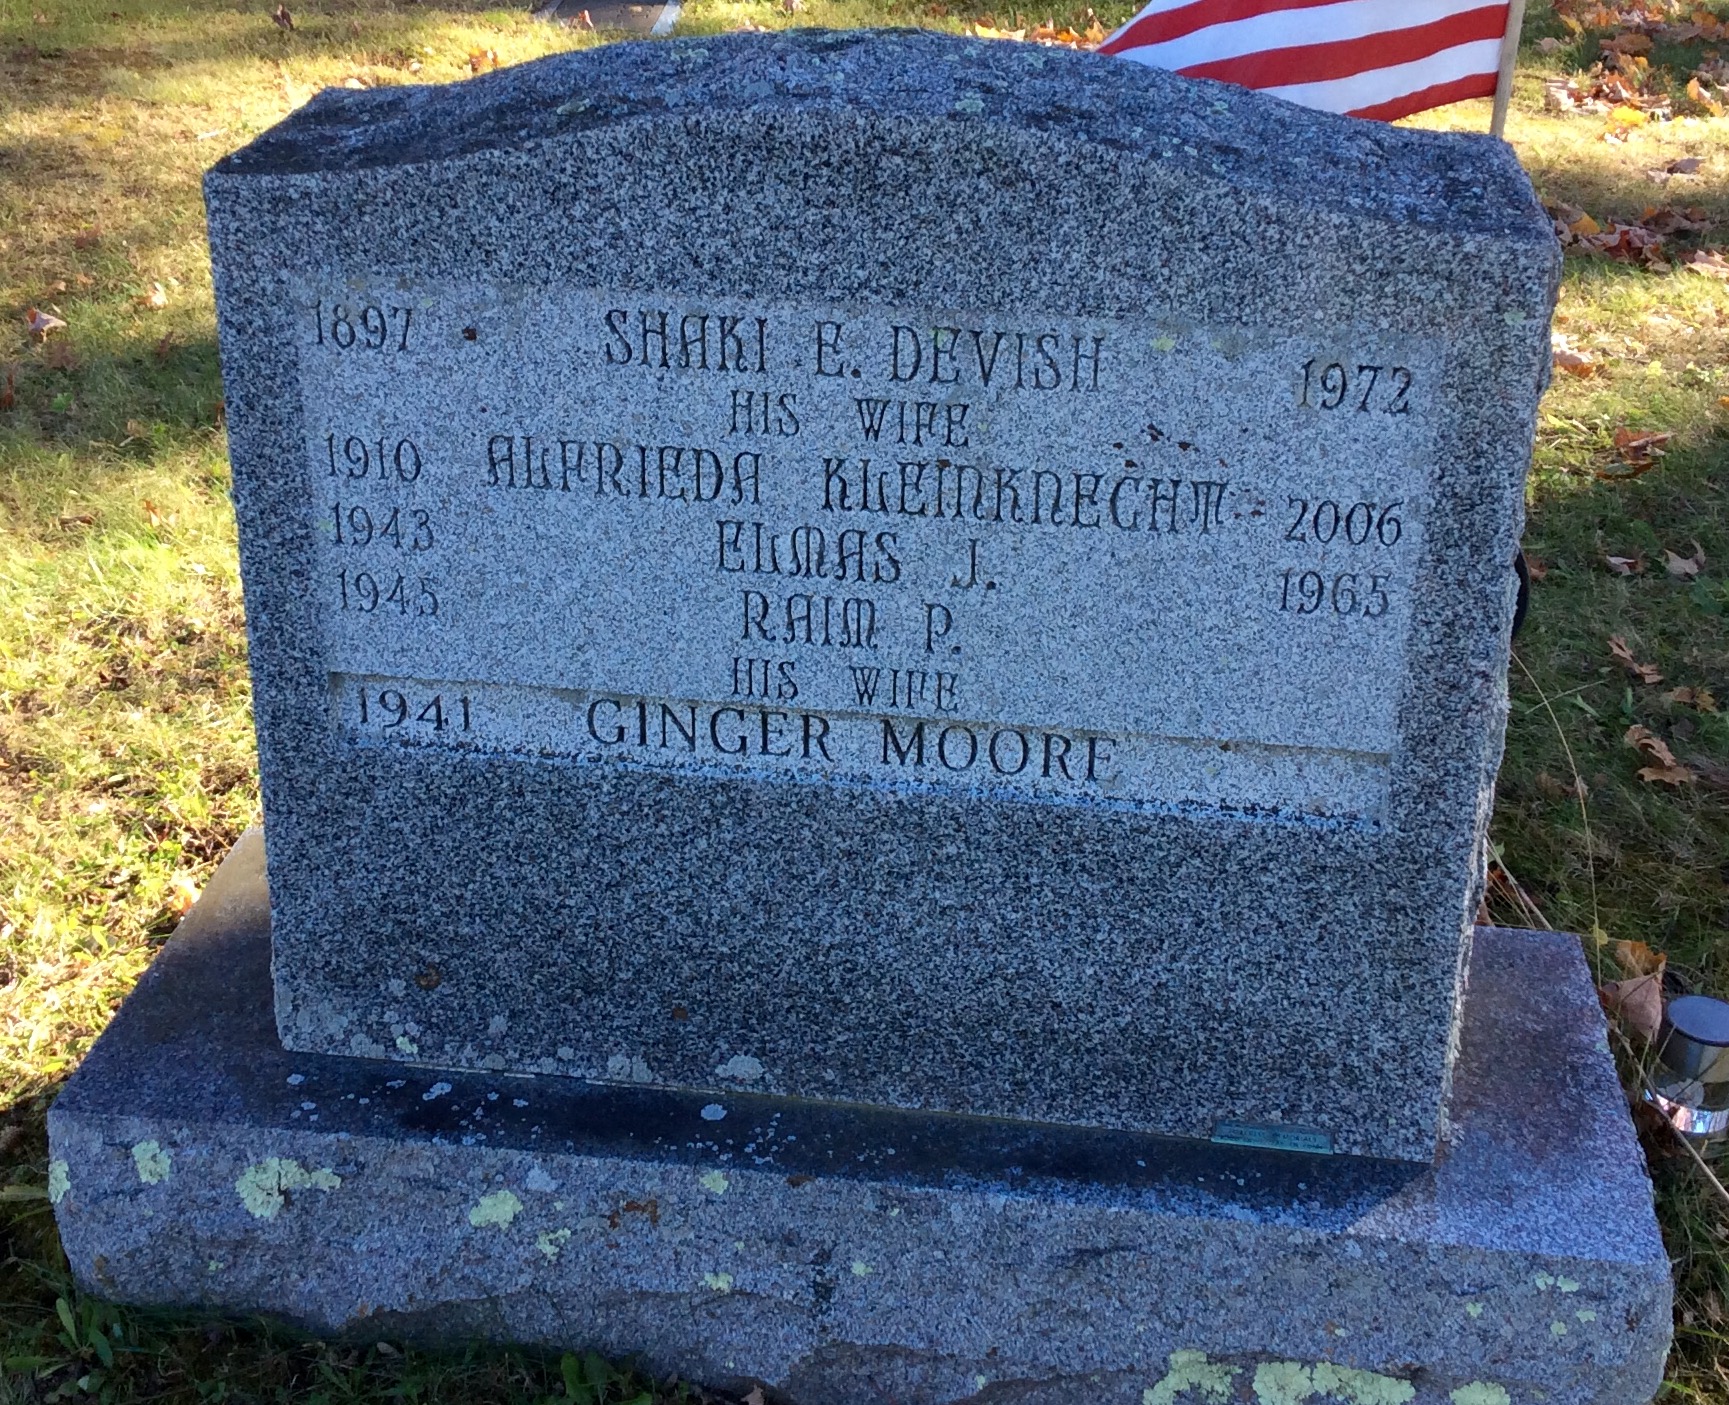 1897 SHAKI E. DEVISH 1972
HIS WIFE
1910 ALFRIEDA KLEINKNECHT 2006
1943 ELMAS J. 1965
1945 RAIM P.
HIS WIFE
1941 GINGER MOORE